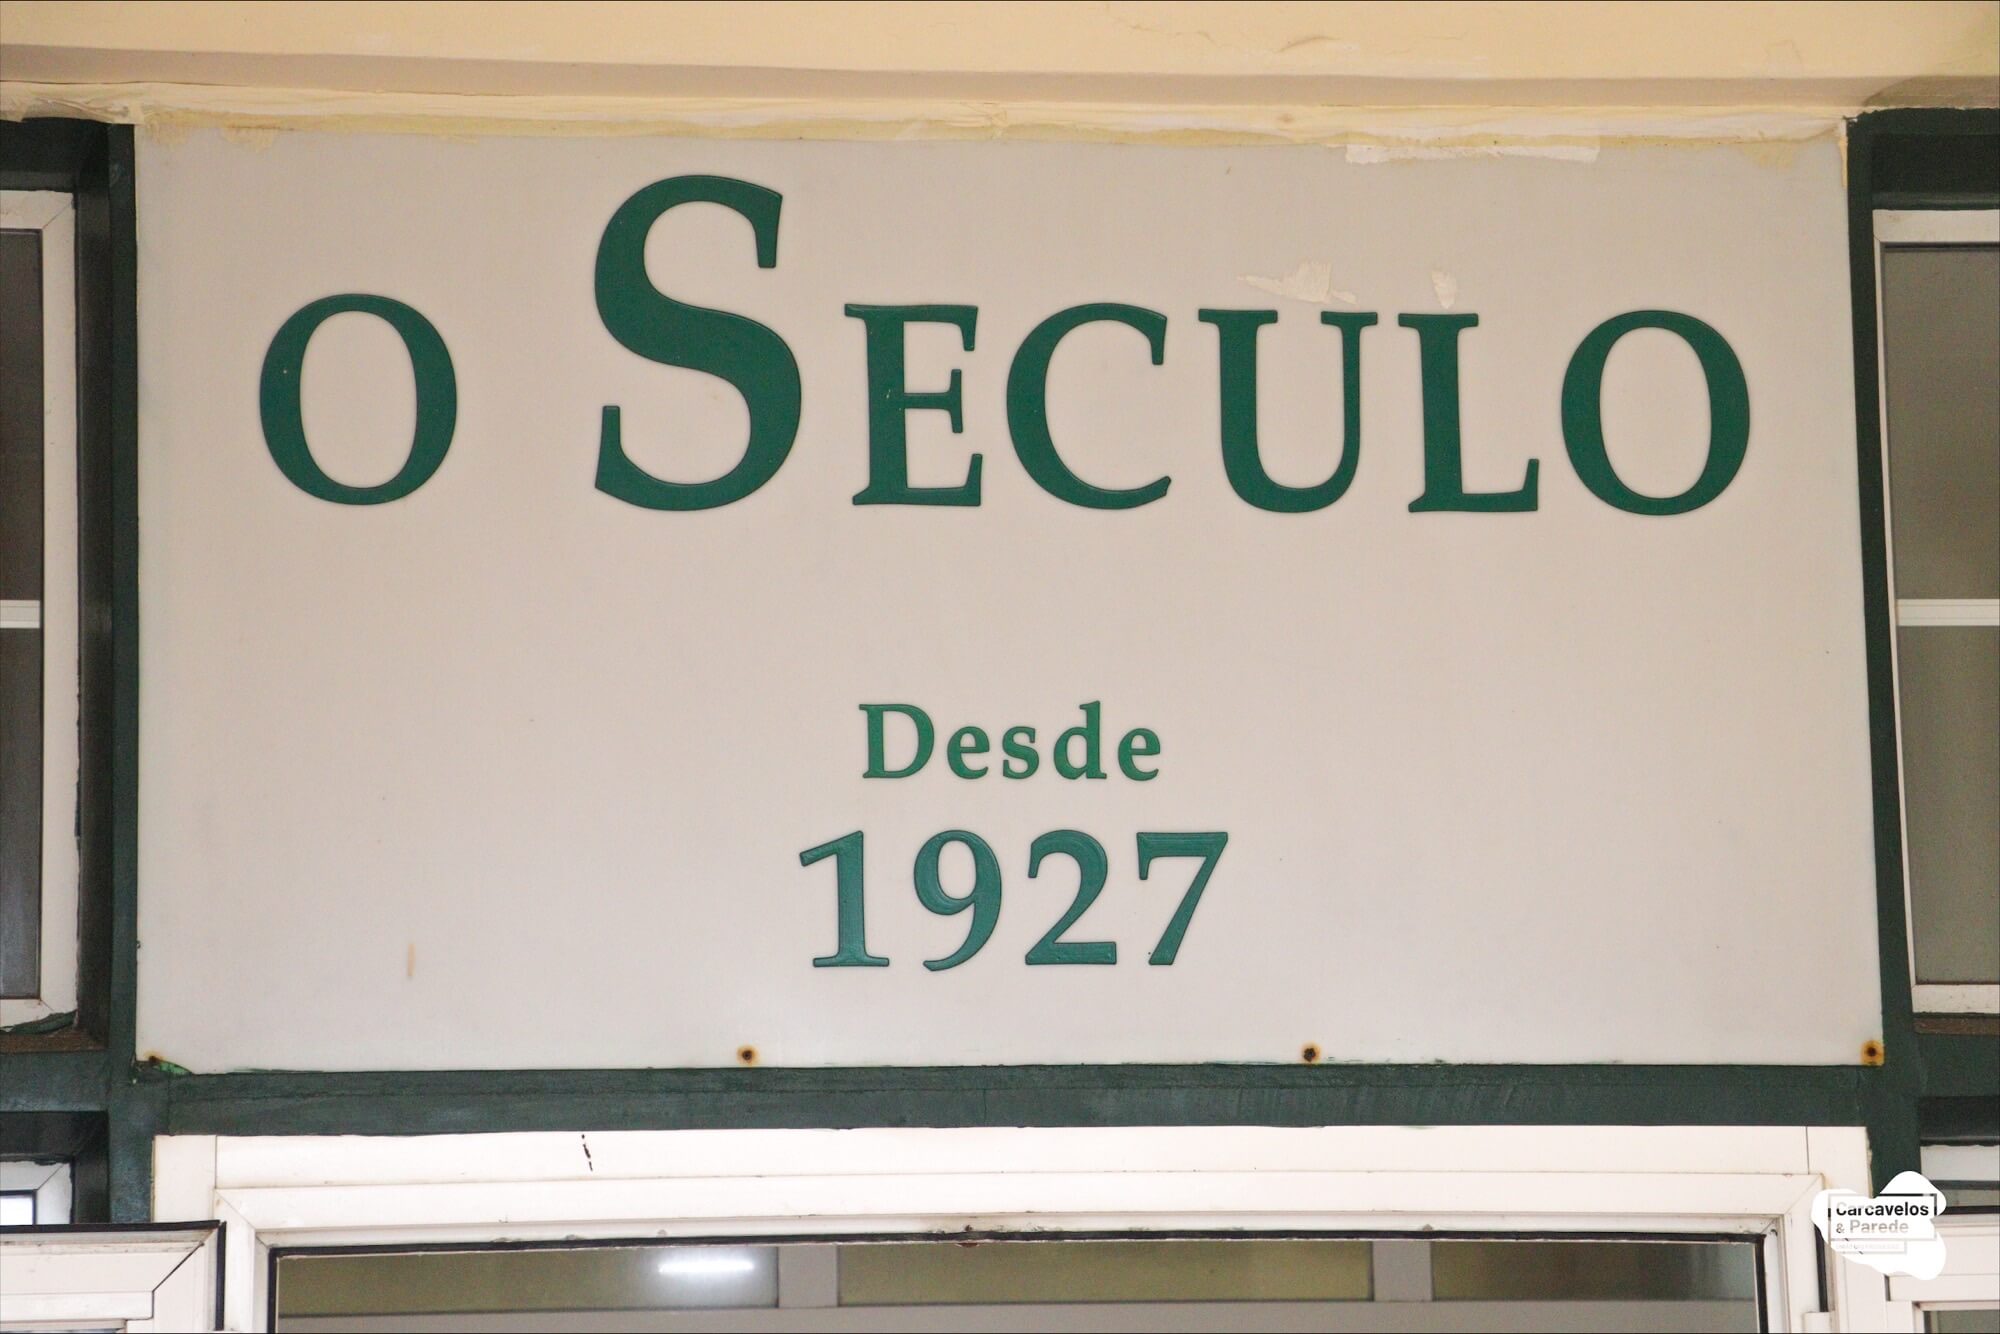 O SECULO
Desde
1927
Carcavelos
& Parede